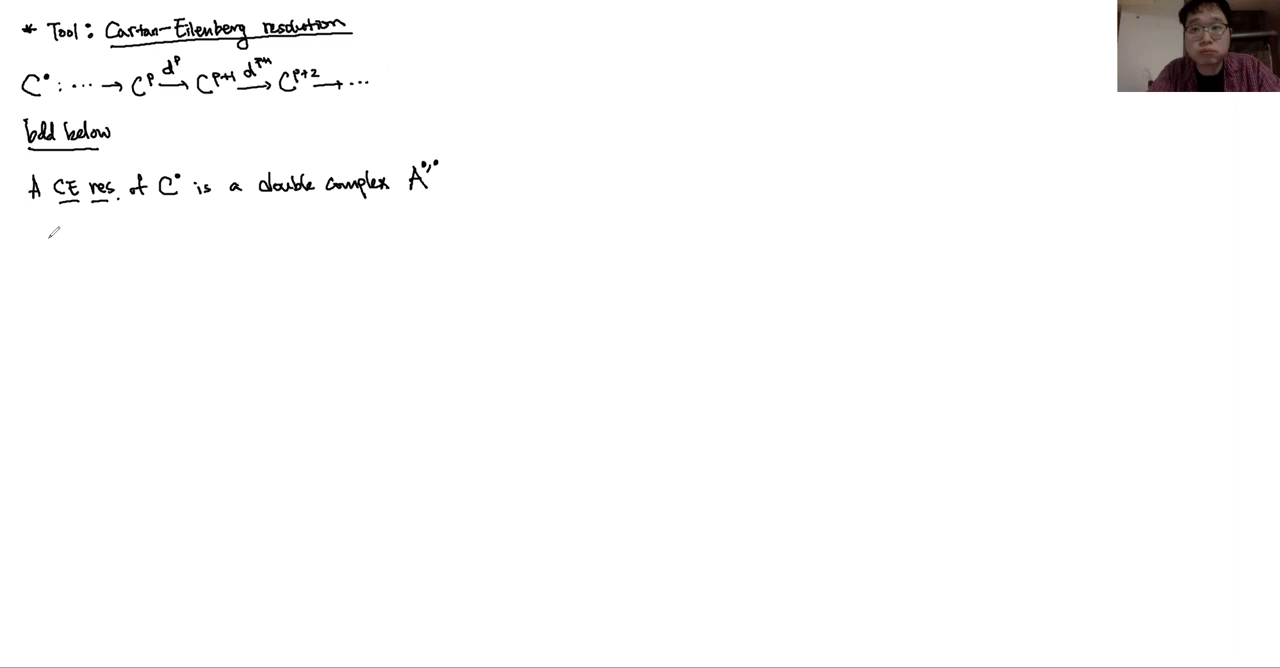 * Tool: Cartan-Eilenberg resolution
C^•: ⋯ → C^p →^{d^p} C^{p+1} →^{d^{p+1}} C^{p+2} → ⋯
bdd below
A CE res. of C^• is a double complex A^{•,•}